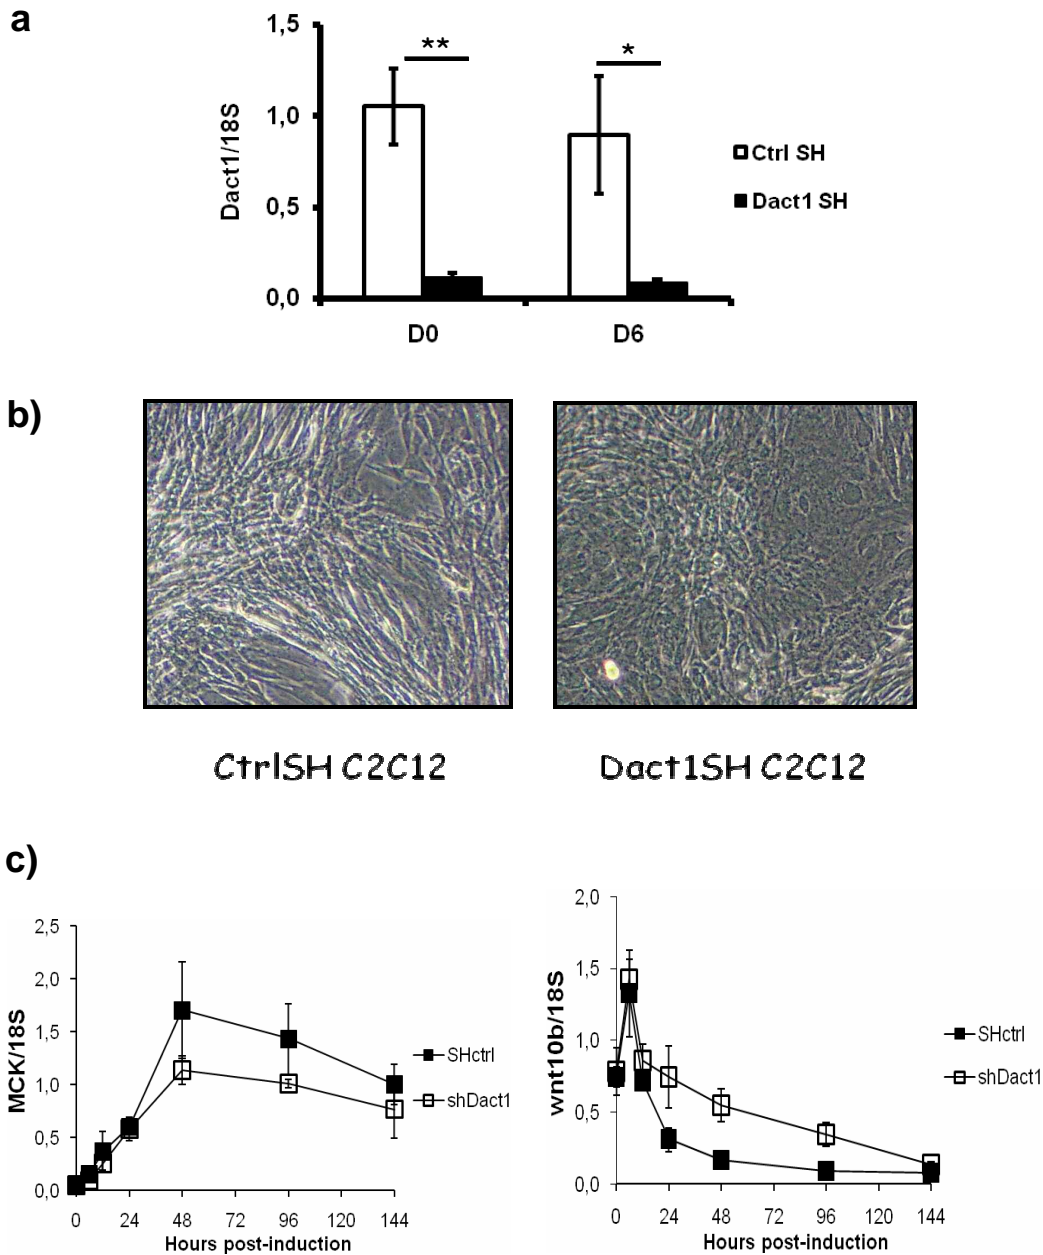 a
1,5
1,0
0,5
0,0
Dact1/18S
**
*
Ctrl SH
Dact1 SH
D0 D6
b)
CtrlSH C2C12 Dact1SH C2C12
c)
2,5
2,0
1,5
1,0
0,5
0,0
MCK/18S
SHctrl
shDact1
0 24 48 72 96 120 144
Hours post-induction
2,0
1,5
1,0
0,5
0,0
wnt10b/18S
SHctrl
shDact1
0 24 48 72 96 120 144
Hours post-induction